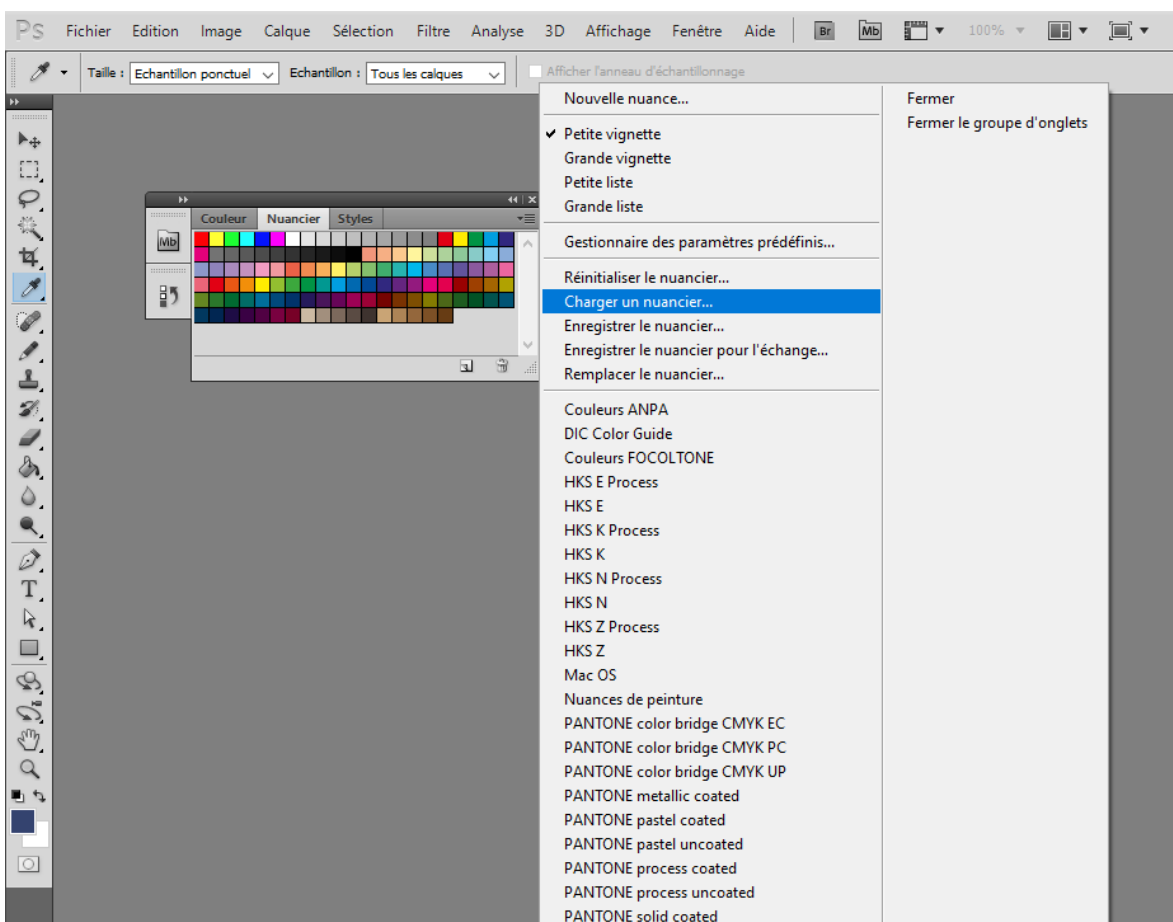 Ps Fichier Edition Image Calque Sélection Filtre Analyse 3D Affichage Fenêtre Aide Br Mb 100%
Taille : Echantillon ponctuel Echantillon : Tous les calques Afficher l'anneau d'échantillonnage
Couleur Nuancier Styles
Mb
T
Nouvelle nuance...
Petite vignette
Grande vignette
Petite liste
Grande liste
Gestionnaire des paramètres prédéfinis...
Réinitialiser le nuancier...
Charger un nuancier...
Enregistrer le nuancier...
Enregistrer le nuancier pour l'échange...
Remplacer le nuancier...
Couleurs ANPA
DIC Color Guide
Couleurs FOCOLTONE
HKS E Process
HKS E
HKS K Process
HKS K
HKS N Process
HKS N
HKS Z Process
HKS Z
Mac OS
Nuances de peinture
PANTONE color bridge CMYK EC
PANTONE color bridge CMYK PC
PANTONE color bridge CMYK UP
PANTONE metallic coated
PANTONE pastel coated
PANTONE pastel uncoated
PANTONE process coated
PANTONE process uncoated
PANTONE solid coated
Fermer
Fermer le groupe d'onglets